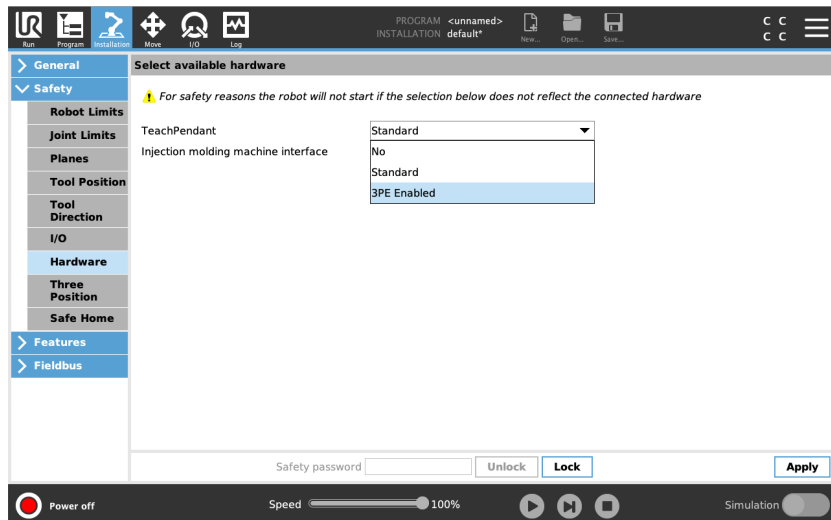 UR
PROGRAM <unnamed>
INSTALLATION default*
C C
C C
Run
Program
Installation
Move
I/O
Log
New...
Open...
Save...
General
Safety
Robot Limits
Joint Limits
Planes
Tool Position
Tool
Direction
I/O
Hardware
Three
Position
Safe Home
Features
Fieldbus
Select available hardware
For safety reasons the robot will not start if the selection below does not reflect the connected hardware
TeachPendant
Standard
Injection molding machine interface
No
Standard
3PE Enabled
Safety password
Unlock
Lock
Apply
Power off
Speed
100%
Simulation